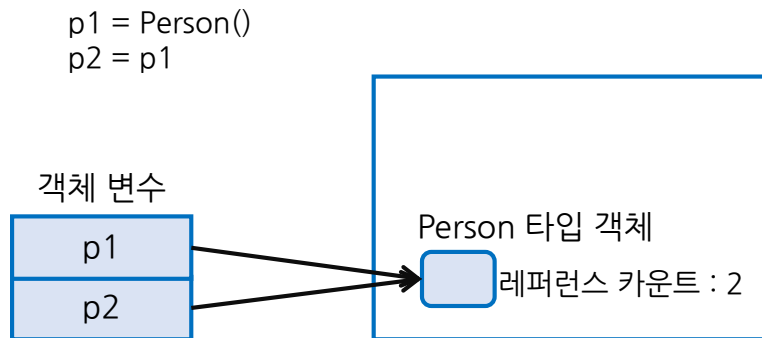 p1 = Person()
p2 = p1
객체 변수
p1
p2
Person 타입 객체
레퍼런스 카운트 : 2